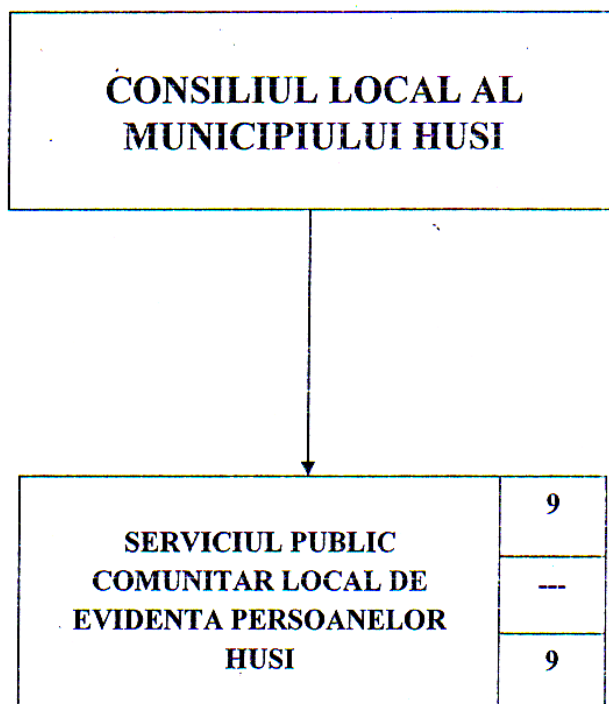 CONSILIUL LOCAL AL
MUNICIPIULUI HUSI
SERVICIUL PUBLIC
COMUNITAR LOCAL DE
EVIDENTA PERSOANELOR
HUSI
9
---
9